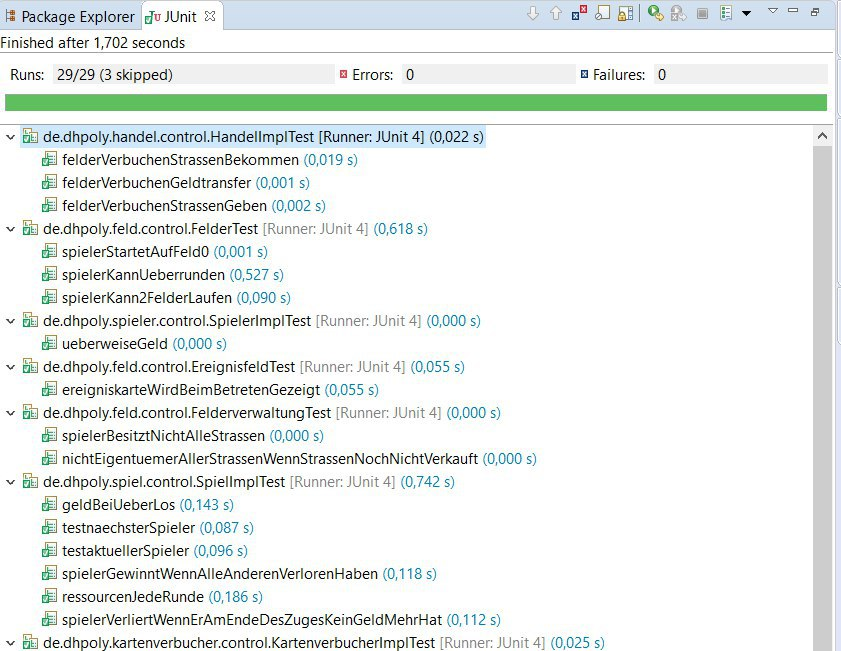 Package Explorer JUnit
Finished after 1,702 seconds
Runs: 29/29 (3 skipped) Errors: 0 Failures: 0
de.dhpoly.handel.control.HandelImplTest [Runner: JUnit 4] (0,022 s)
felderVerbuchenStrassenBekommen (0,019 s)
felderVerbuchenGeldtransfer (0,001 s)
felderVerbuchenStrassenGeben (0,002 s)
de.dhpoly.feld.control.FelderTest [Runner: JUnit 4] (0,618 s)
spielerStartetAufFeld0 (0,001 s)
spielerKannUeberrunden (0,527 s)
spielerKann2FelderLaufen (0,090 s)
de.dhpoly.spieler.control.SpielerImplTest [Runner: JUnit 4] (0,000 s)
ueberweiseGeld (0,000 s)
de.dhpoly.feld.control.EreignisfeldTest [Runner: JUnit 4] (0,055 s)
ereigniskarteWirdBeimBetretenGezeigt (0,055 s)
de.dhpoly.feld.control.FelderverwaltungTest [Runner: JUnit 4] (0,000 s)
spielerBesitztNichtAlleStrassen (0,000 s)
nichtEigentuemerAllerStrassenWennStrassenNochNichtVerkauft (0,000 s)
de.dhpoly.spiel.control.SpielImplTest [Runner: JUnit 4] (0,742 s)
geldBeiUeberLos (0,143 s)
testnaechsterSpieler (0,087 s)
testaktuellerSpieler (0,096 s)
spielerGewinntWennAlleAnderenVerlorenHaben (0,118 s)
ressourcenJedeRunde (0,186 s)
spielerVerliertWennErAmEndeDesZugesKeinGeldMehrHat (0,112 s)
de.dhpoly.kartenverbucher.control.KartenverbucherImplTest [Runner: JUnit 4] (0,025 s)